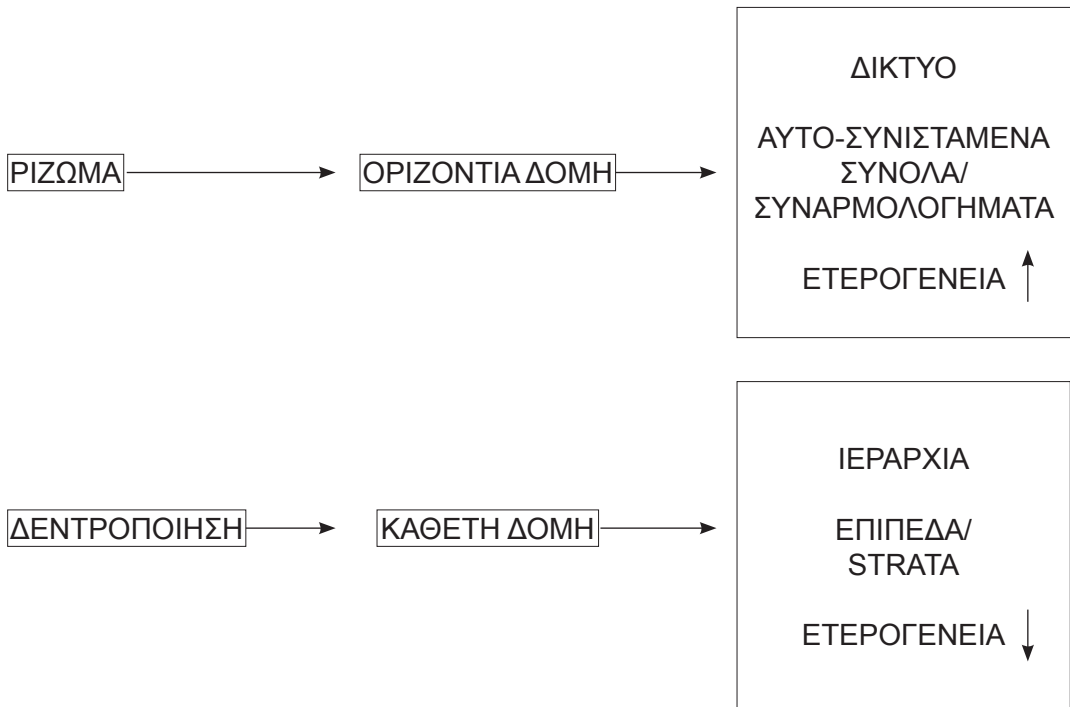 ΡΙΖΩΜΑ
ΟΡΙΖΟΝΤΙΑ ΔΟΜΗ
ΔΙΚΤΥΟ
ΑΥΤΟ-ΣΥΝΙΣΤΑΜΕΝΑ
ΣΥΝΟΛΑ/
ΣΥΝΑΡΜΟΛΟΓΗΜΑΤΑ
ΕΤΕΡΟΓΕΝΕΙΑ
ΔΕΝΤΡΟΠΟΙΗΣΗ
ΚΑΘΕΤΗ ΔΟΜΗ
ΙΕΡΑΡΧΙΑ
ΕΠΙΠΕΔΑ/
STRATA
ΕΤΕΡΟΓΕΝΕΙΑ